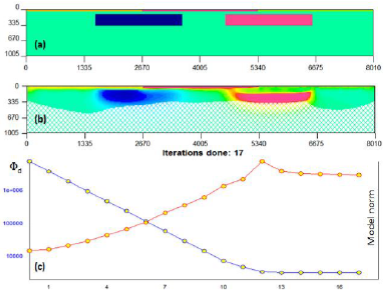 0
335
670
1005
(a)
0 1335 2670 4005 5340 6675 8010
0
335
670
1005
(b)
0 1335 2670 4005 5340 6675 8010
Iterations done: 17
Φd
1e+006
100000
10000
Model norm
(c)
1 4 7 10 13 16